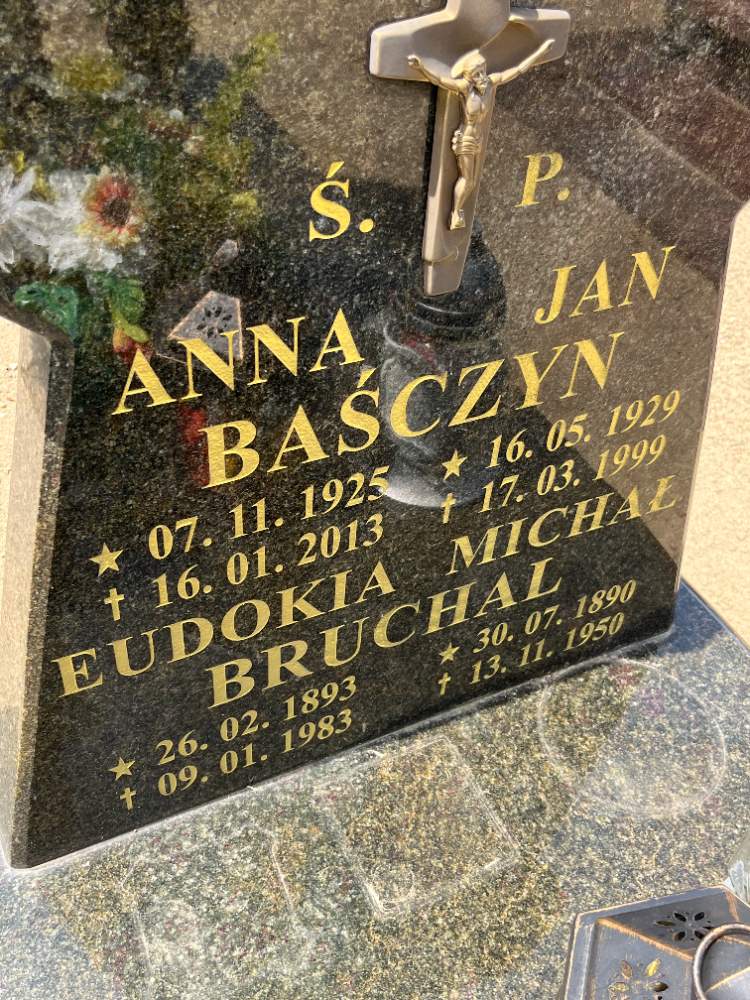 Ś. P.
ANNA JAN
BAŚCZYN
★ 07. 11. 1925 ★ 16. 05. 1929
✝ 16. 01. 2013 ✝ 17. 03. 1999
EUDOKIA MICHAŁ
BRUCHAL
★ 26. 02. 1893 ★ 30. 07. 1890
✝ 09. 01. 1983 ✝ 13. 11. 1950